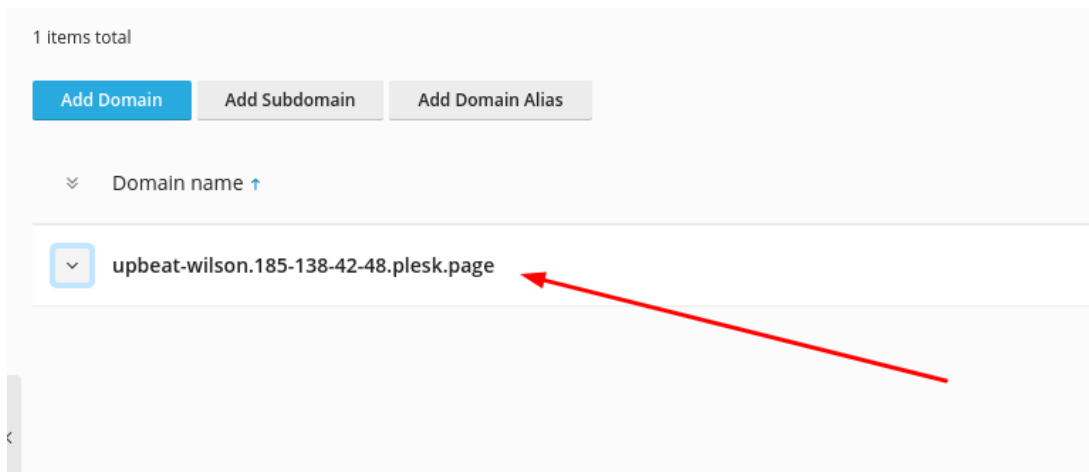 1 items total
Add Domain Add Subdomain Add Domain Alias
Domain name ↑
upbeat-wilson.185-138-42-48.plesk.page